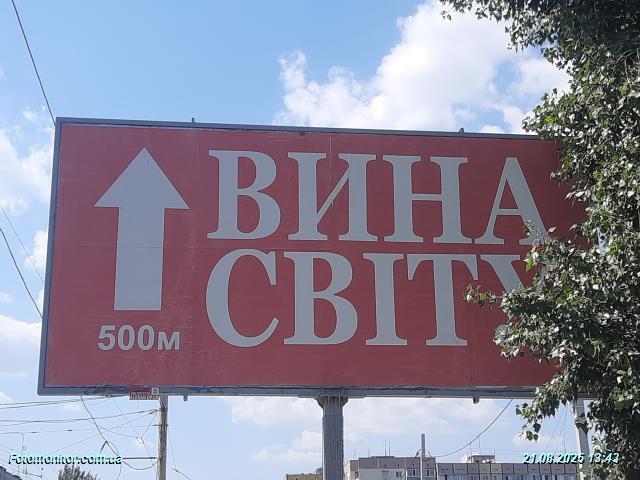 ВИНА
СВІТУ
500м
Fotomonitor.com.ua
21.08.2025 13:43